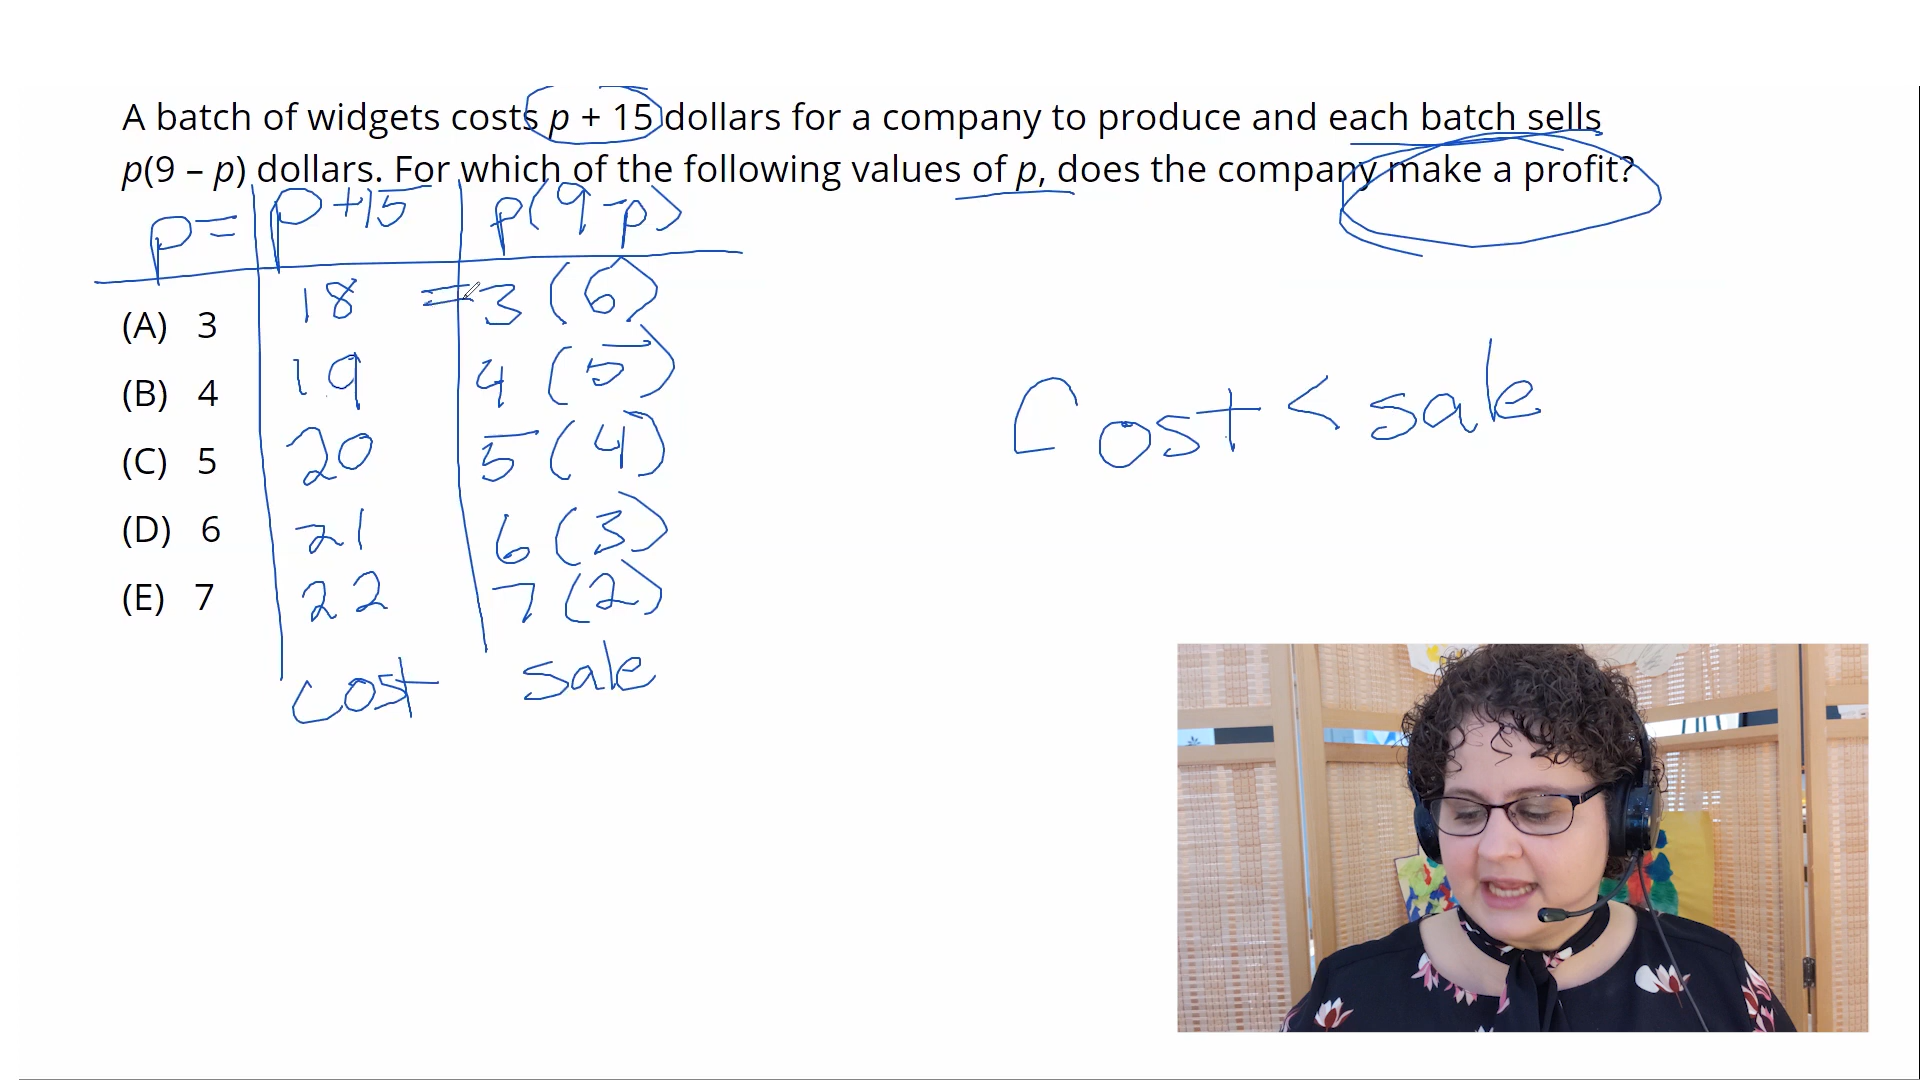 A batch of widgets costs p + 15 dollars for a company to produce and each batch sells
p(9 – p) dollars. For which of the following values of p, does the company make a profit?
p= p+15 p(9-p)
(A) 3 18 = 3(6)
(B) 4 19 4(5)
(C) 5 20 5(4)
(D) 6 21 6(3)
(E) 7 22 7(2)
cost sale
Cost < sale